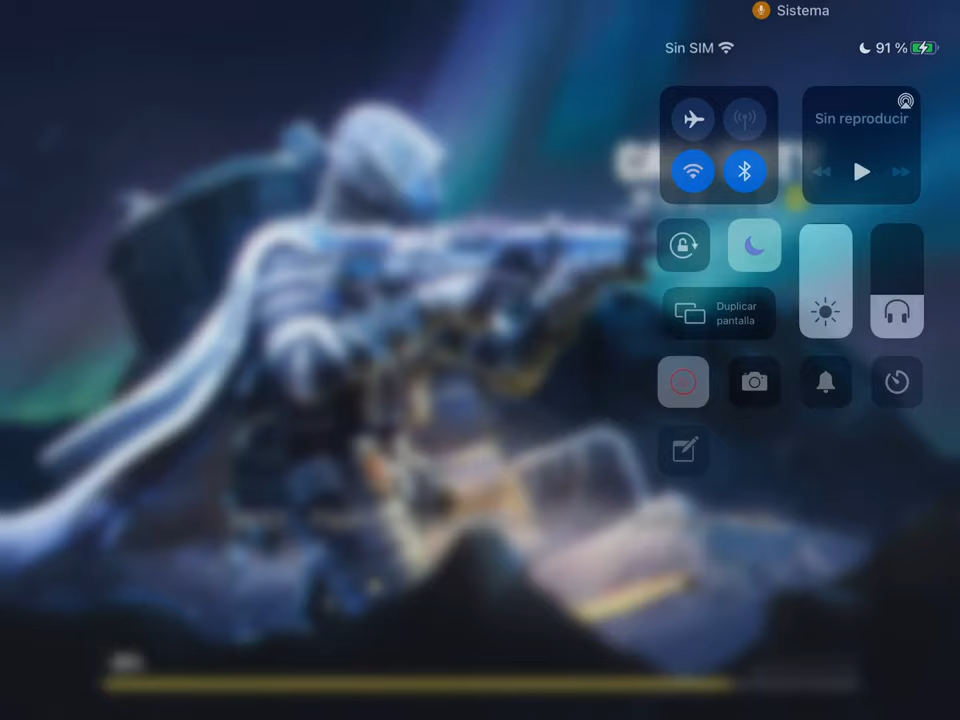 Sistema
Sin SIM
91 %
Sin reproducir
Duplicar
pantalla